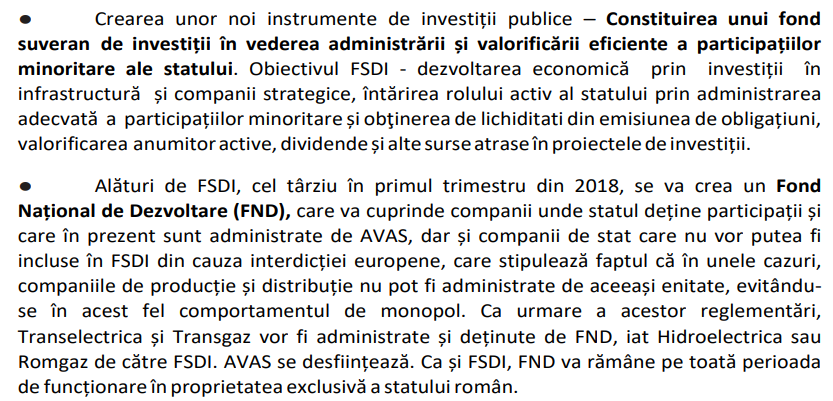 ● Crearea unor noi instrumente de investiții publice – Constituirea unui fond
suveran de investiții în vederea administrării și valorificării eficiente a participațiilor
minoritare ale statului. Obiectivul FSDI - dezvoltarea economică prin investiții în
infrastructură și companii strategice, întărirea rolului activ al statului prin administrarea
adecvată a participațiilor minoritare și obţinerea de lichiditati din emisiunea de obligațiuni,
valorificarea anumitor active, dividende și alte surse atrase în proiectele de investiții.
● Alături de FSDI, cel târziu în primul trimestru din 2018, se va crea un Fond
Național de Dezvoltare (FND), care va cuprinde companii unde statul deține participații și
care în prezent sunt administrate de AVAS, dar și companii de stat care nu vor putea fi
incluse în FSDI din cauza interdicției europene, care stipulează faptul că în unele cazuri,
companiile de producție și distribuție nu pot fi administrate de aceeași enitate, evitându-
se în acest fel comportamentul de monopol. Ca urmare a acestor reglementări,
Transelectrica și Transgaz vor fi administrate și deținute de FND, iat Hidroelectrica sau
Romgaz de către FSDI. AVAS se desființează. Ca și FSDI, FND va rămâne pe toată perioada
de funcționare în proprietatea exclusivă a statului român.